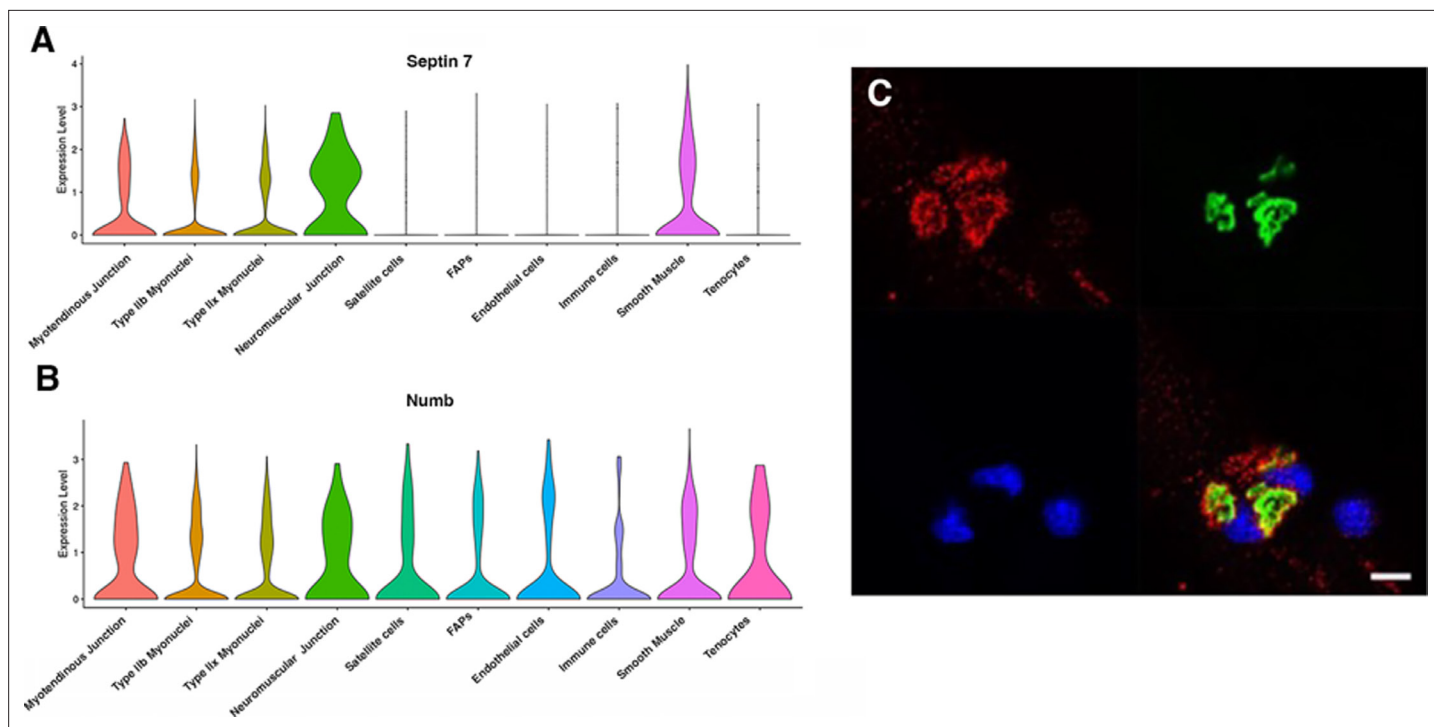 A
Septin 7
Expression Level
4
3
2
1
0
Myotendinous Junction
Type IIb Myonuclei
Type IIx Myonuclei
Neuromuscular Junction
Satellite cells
FAPs
Endothelial cells
Immune cells
Smooth Muscle
Tenocytes
B
Numb
Expression Level
3
2
1
0
Myotendinous Junction
Type IIb Myonuclei
Type IIx Myonuclei
Neuromuscular Junction
Satellite cells
FAPs
Endothelial cells
Immune cells
Smooth Muscle
Tenocytes
C